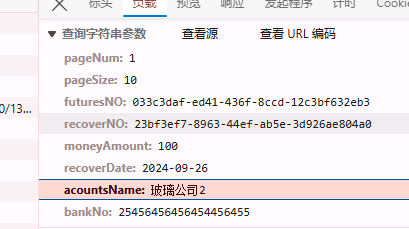 标头 负载 预览 响应 发起程序 计时 Cookie
查询字符串参数 查看源 查看 URL 编码
pageNum: 1
pageSize: 10
futuresNO: 033c3daf-ed41-436f-8ccd-12c3bf632eb3
0/13...
recoverNO: 23bf3ef7-8963-44ef-ab5e-3d926ae804a0
moneyAmount: 100
recoverDate: 2024-09-26
acountsName: 玻璃公司2
bankNo: 25456456456454456455